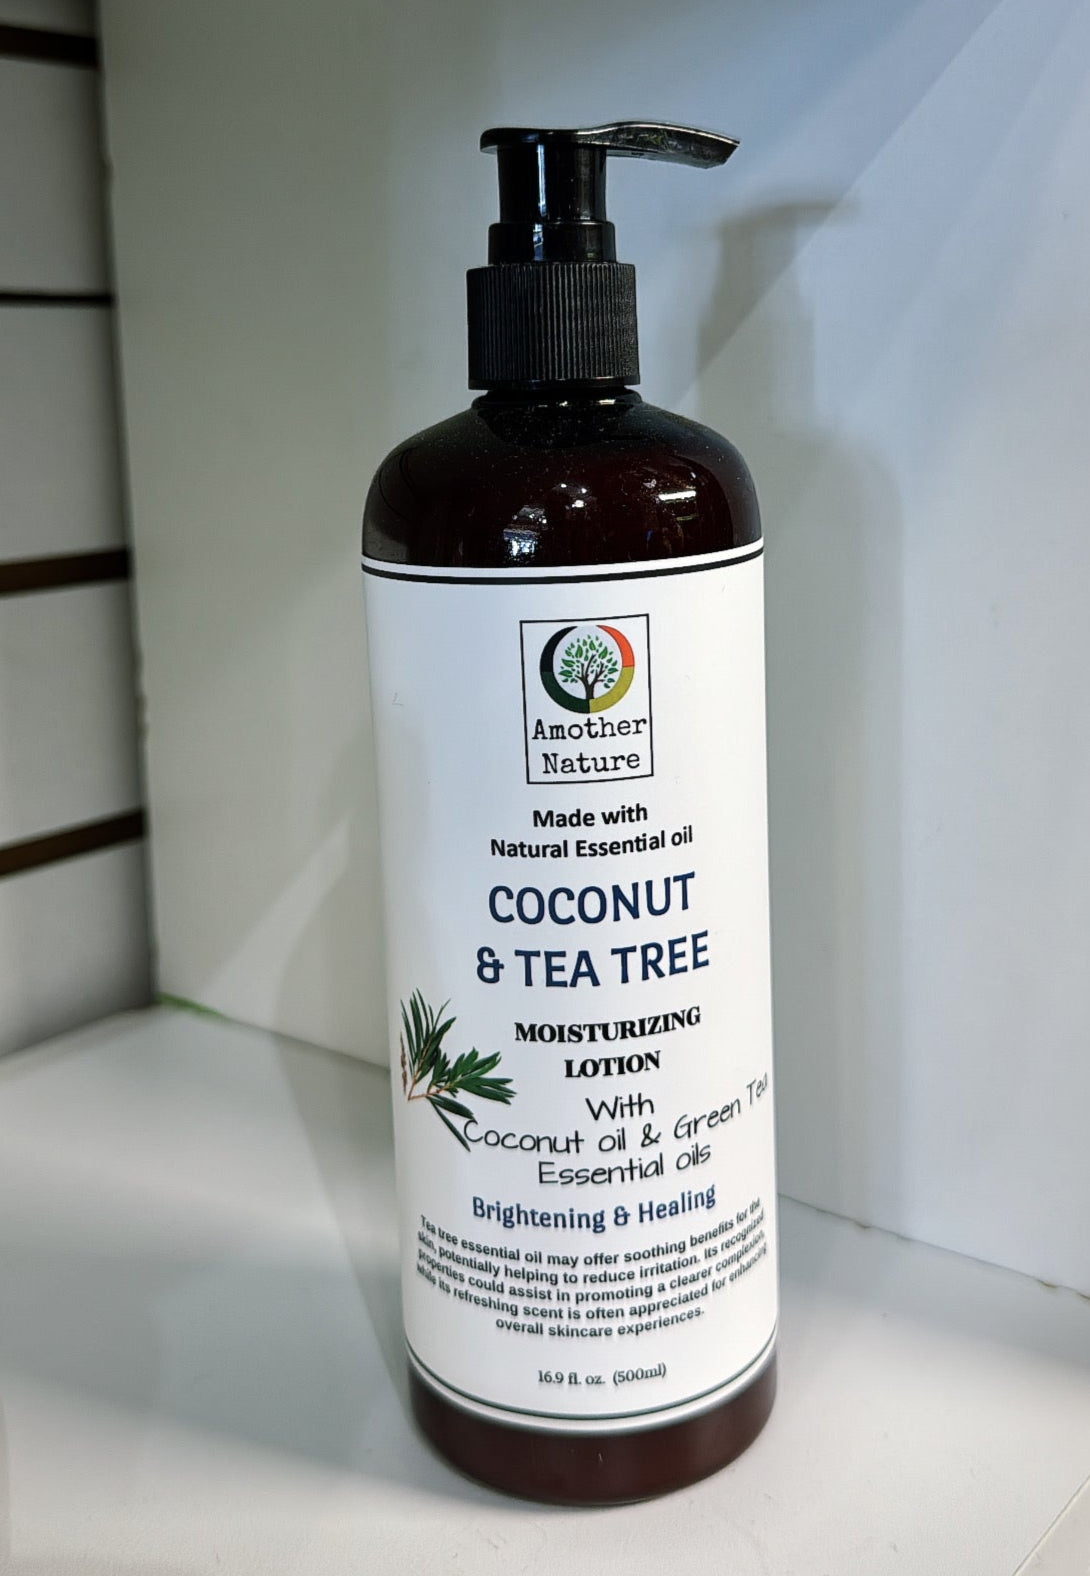 Amother
Nature
Made with
Natural Essential oil
COCONUT
& TEA TREE
MOISTURIZING
LOTION
With
Coconut oil & Green Tea
Essential oils
Brightening & Healing
Tea tree essential oil may offer soothing benefits for the
skin, potentially helping to reduce irritation. Its recognized
properties could assist in promoting a clearer complexion,
while its refreshing scent is often appreciated for enhancing
overall skincare experiences.
16.9 fl. oz. (500ml)